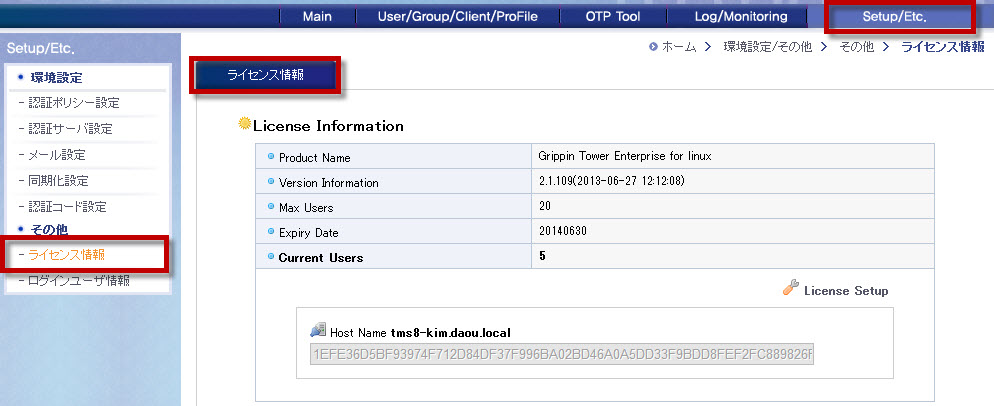 Main User/Group/Client/ProFile OTP Tool Log/Monitoring Setup/Etc.
Setup/Etc.
ホーム 環境設定/その他 その他 ライセンス情報
環境設定
- 認証ポリシー設定
- 認証サーバ設定
- メール設定
- 同期化設定
- 認証コード設定
その他
- ライセンス情報
- ログインユーザ情報
ライセンス情報
License Information
Product Name Grippin Tower Enterprise for linux
Version Information 2.1.109(2013-06-27 12:12:08)
Max Users 20
Expiry Date 20140630
Current Users 5
License Setup
Host Name tms8-kim.daou.local
1EFE36D5BF93974F712D84DF37F996BA02BD46A0A5DD33F9BDD8FEF2FC889826F